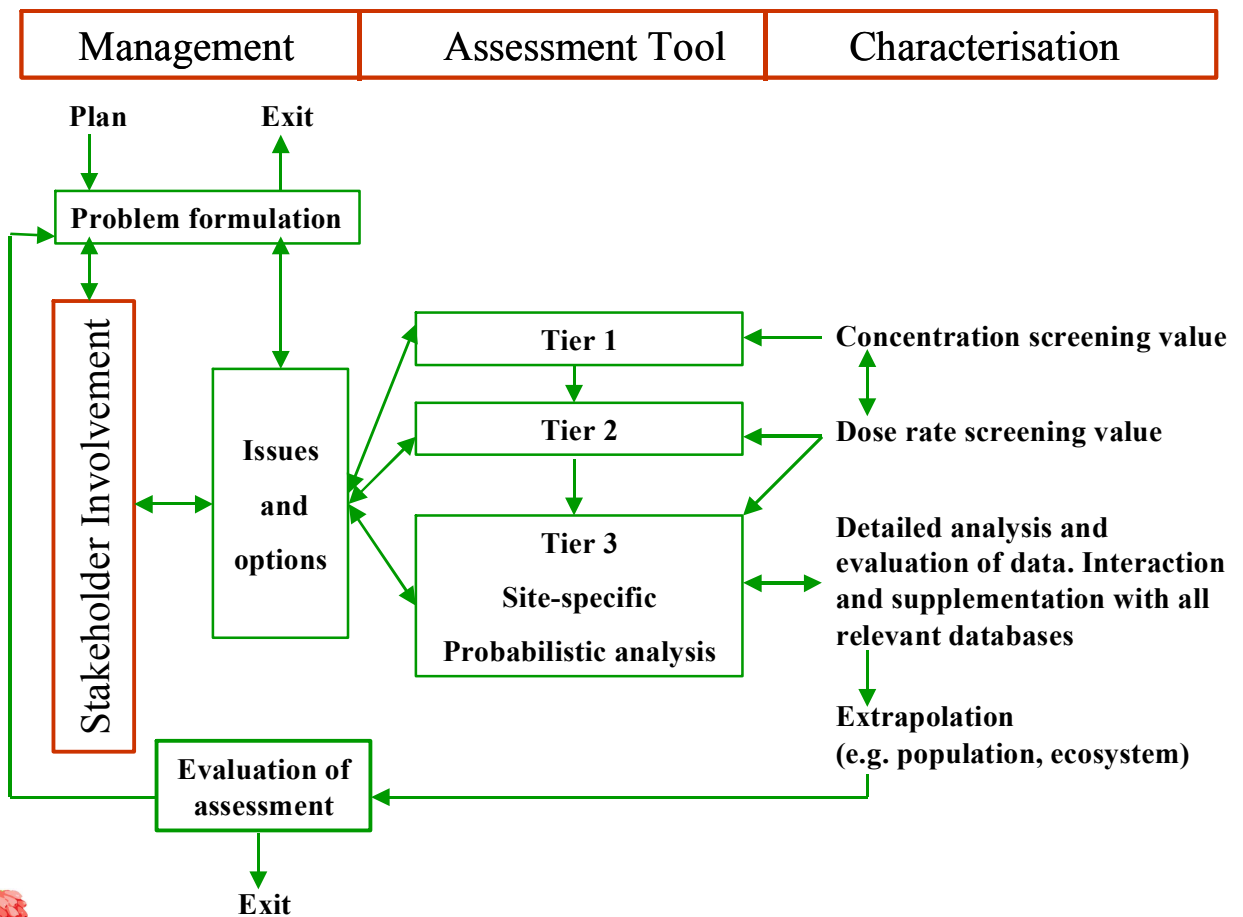 Management
Assessment Tool
Characterisation
Plan
Exit
Problem formulation
Stakeholder Involvement
Issues
and
options
Tier 1
Tier 2
Tier 3
Site-specific
Probabilistic analysis
Concentration screening value
Dose rate screening value
Detailed analysis and
evaluation of data. Interaction
and supplementation with all
relevant databases
Extrapolation
(e.g. population, ecosystem)
Evaluation of
assessment
Exit